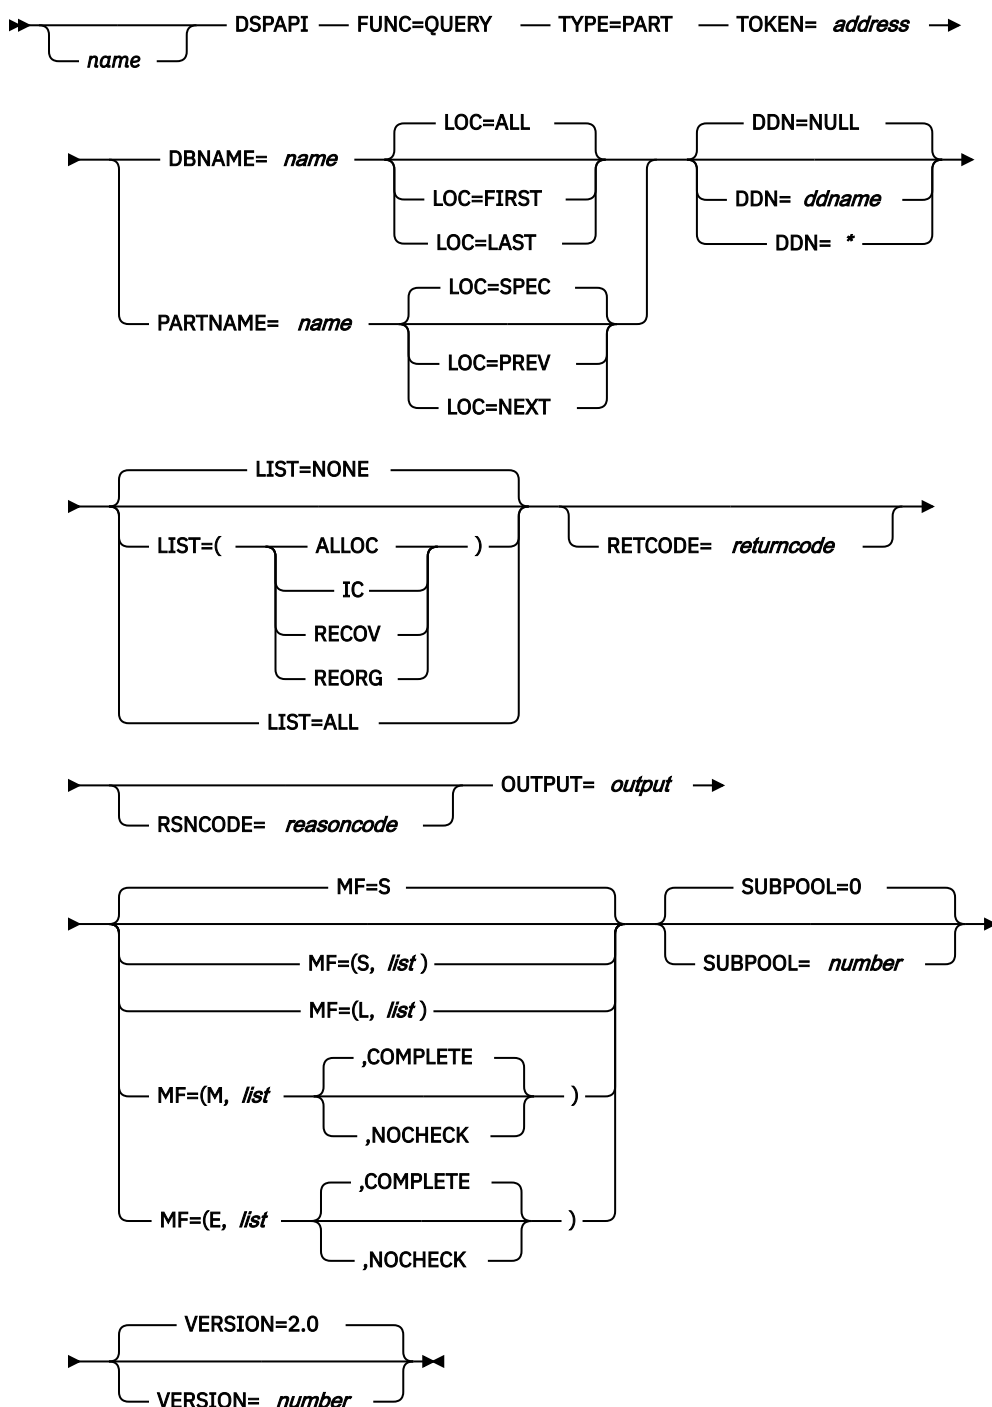 DSPAPI FUNC=QUERY TYPE=PART TOKEN= address
name
LOC=ALL DDN=NULL
DBNAME= name
LOC=FIRST DDN= ddname
LOC=LAST DDN= *
LOC=SPEC
PARTNAME= name
LOC=PREV
LOC=NEXT
LIST=NONE
LIST=( ALLOC ) RETCODE= returncode
IC
RECOV
REORG
LIST=ALL
OUTPUT= output
RSNCODE= reasoncode
MF=S SUBPOOL=0
MF=(S, list ) SUBPOOL= number
MF=(L, list )
,COMPLETE
MF=(M, list )
,NOCHECK
,COMPLETE
MF=(E, list )
,NOCHECK
VERSION=2.0
VERSION= number